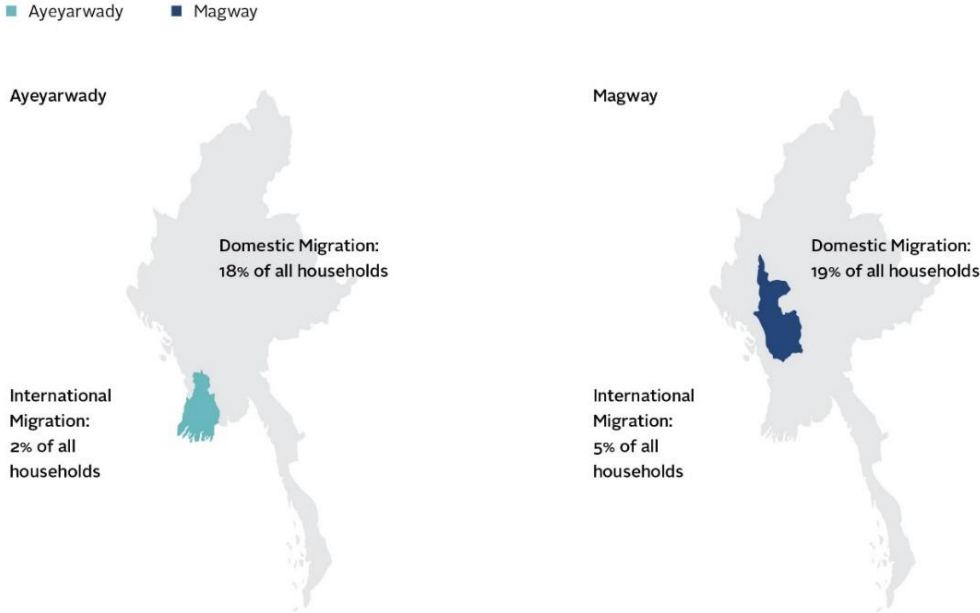 Ayeyarwady
Magway
Ayeyarwady
Domestic Migration:
18% of all households
International
Migration:
2% of all
households
Magway
Domestic Migration:
19% of all households
International
Migration:
5% of all
households